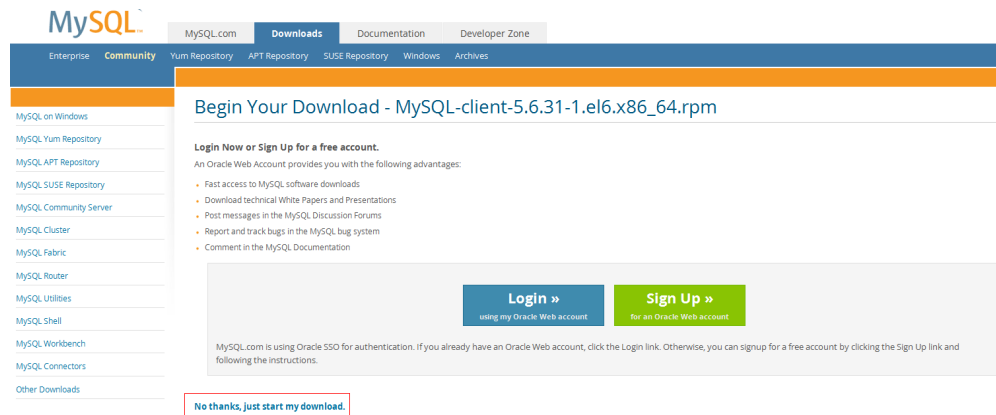 MySQL
MySQL.com
Downloads
Documentation
Developer Zone
Enterprise
Community
Yum Repository
APT Repository
SUSE Repository
Windows
Archives
MySQL on Windows
MySQL Yum Repository
MySQL APT Repository
MySQL SUSE Repository
MySQL Community Server
MySQL Cluster
MySQL Fabric
MySQL Router
MySQL Utilities
MySQL Shell
MySQL Workbench
MySQL Connectors
Other Downloads
Begin Your Download - MySQL-client-5.6.31-1.el6.x86_64.rpm
Login Now or Sign Up for a free account.
An Oracle Web Account provides you with the following advantages:
Fast access to MySQL software downloads
Download technical White Papers and Presentations
Post messages in the MySQL Discussion Forums
Report and track bugs in the MySQL bug system
Comment in the MySQL Documentation
Login »
using my Oracle Web account
Sign Up »
for an Oracle Web account
MySQL.com is using Oracle SSO for authentication. If you already have an Oracle Web account, click the Login link. Otherwise, you can signup for a free account by clicking the Sign Up link and
following the instructions.
No thanks, just start my download.